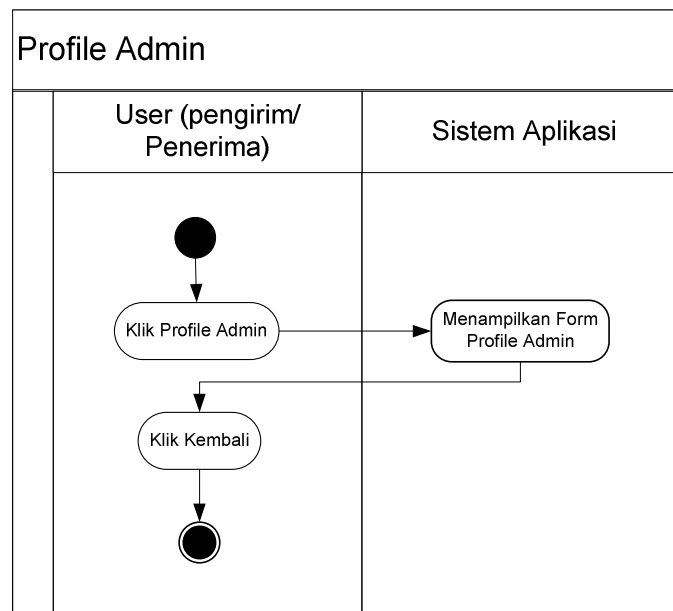 Profile Admin
User (pengirim/
Penerima)
Sistem Aplikasi
Klik Profile Admin
Menampilkan Form
Profile Admin
Klik Kembali